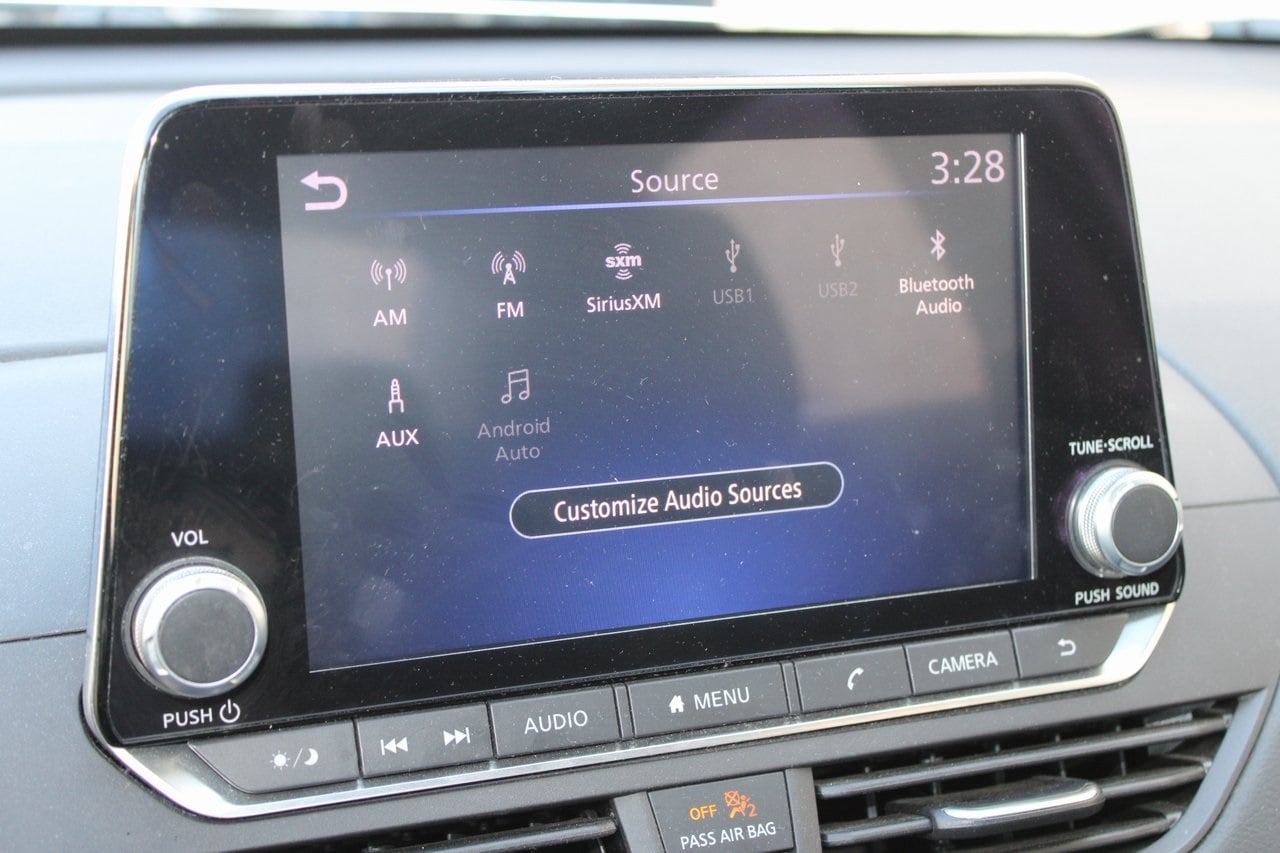 Source
3:28
AM
FM
sxm
SiriusXM
USB1
USB2
Bluetooth
Audio
AUX
Android
Auto
Customize Audio Sources
VOL
PUSH
TUNE·SCROLL
PUSH SOUND
AUDIO
MENU
CAMERA
OFF
2
PASS AIR BAG